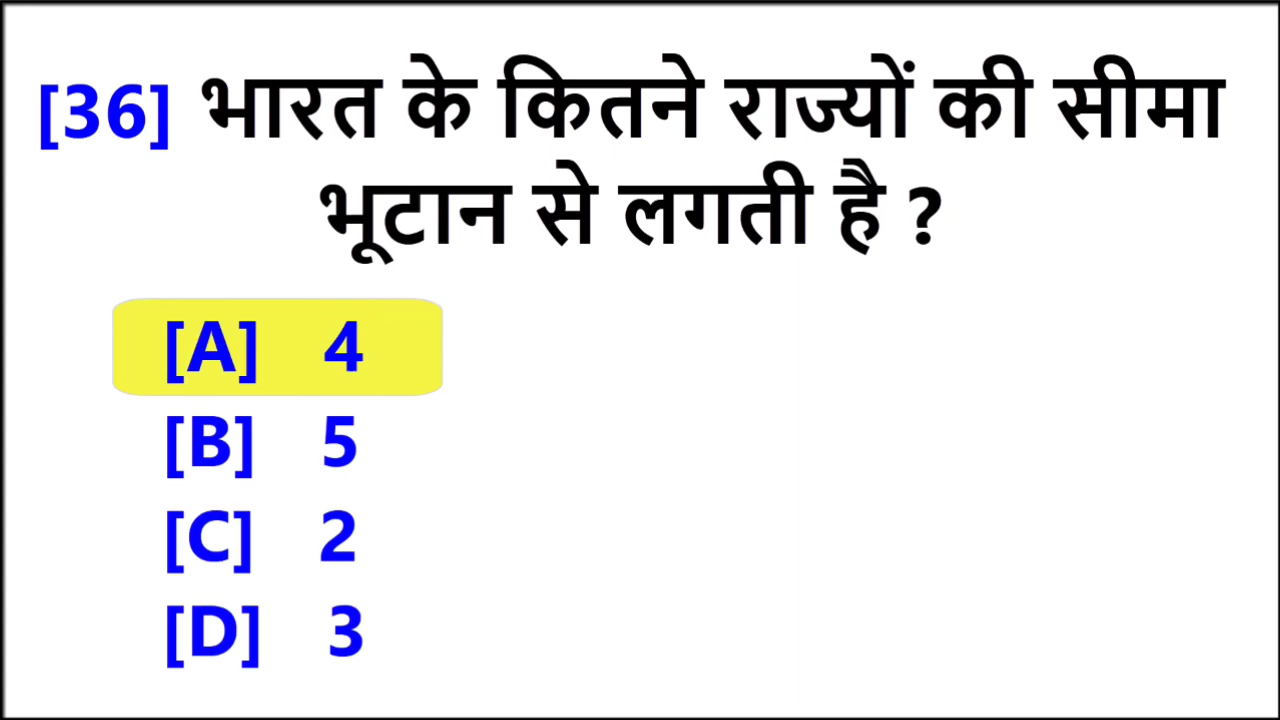 [36] भारत के कितने राज्यों की सीमा
भूटान से लगती है ?
[A] 4
[B] 5
[C] 2
[D] 3